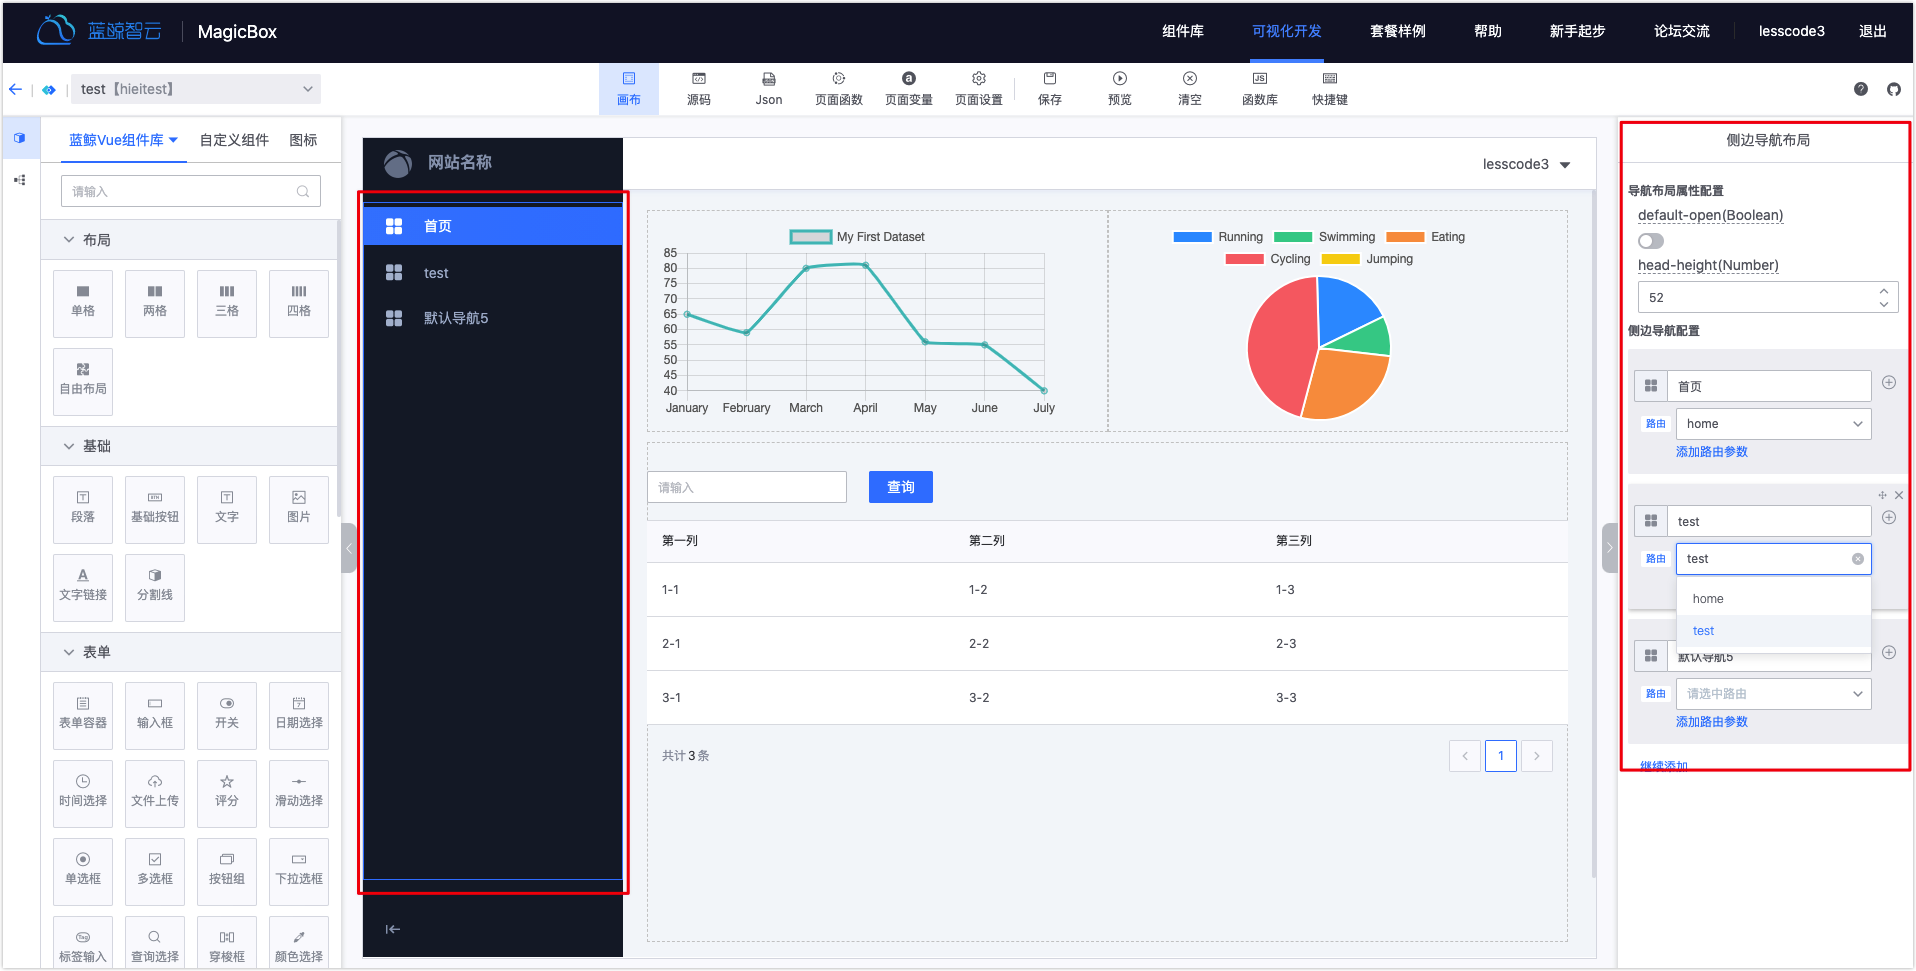 蓝鲸智云 MagicBox 组件库 可视化开发 套餐样例 帮助 新手起步 论坛交流 lesscode3 退出
test【hieitest】
画布 源码 Json 页面函数 页面变量 页面设置 保存 预览 清空 函数库 快捷键
蓝鲸Vue组件库 自定义组件 图标
请输入
布局
单格 两格 三格 四格
自由布局
基础
段落 基础按钮 文字 图片
文字链接 分割线
表单
表单容器 输入框 开关 日期选择
时间选择 文件上传 评分 滑动选择
单选框 多选框 按钮组 下拉选框
标签输入 查询选择 穿梭框 颜色选择
网站名称
首页
test
默认导航5
lesscode3
My First Dataset
85
80
75
70
65
60
55
50
45
40
January February March April May June July
Running Swimming Eating
Cycling Jumping
请输入 查询
第一列 第二列 第三列
1-1 1-2 1-3
2-1 2-2 2-3
3-1 3-2 3-3
共计3条 1
侧边导航布局
导航布局属性配置
default-open(Boolean)
head-height(Number)
52
侧边导航配置
首页
路由 home
添加路由参数
test
路由 test
home
test
默认导航5
路由 请选中路由
添加路由参数
继续添加